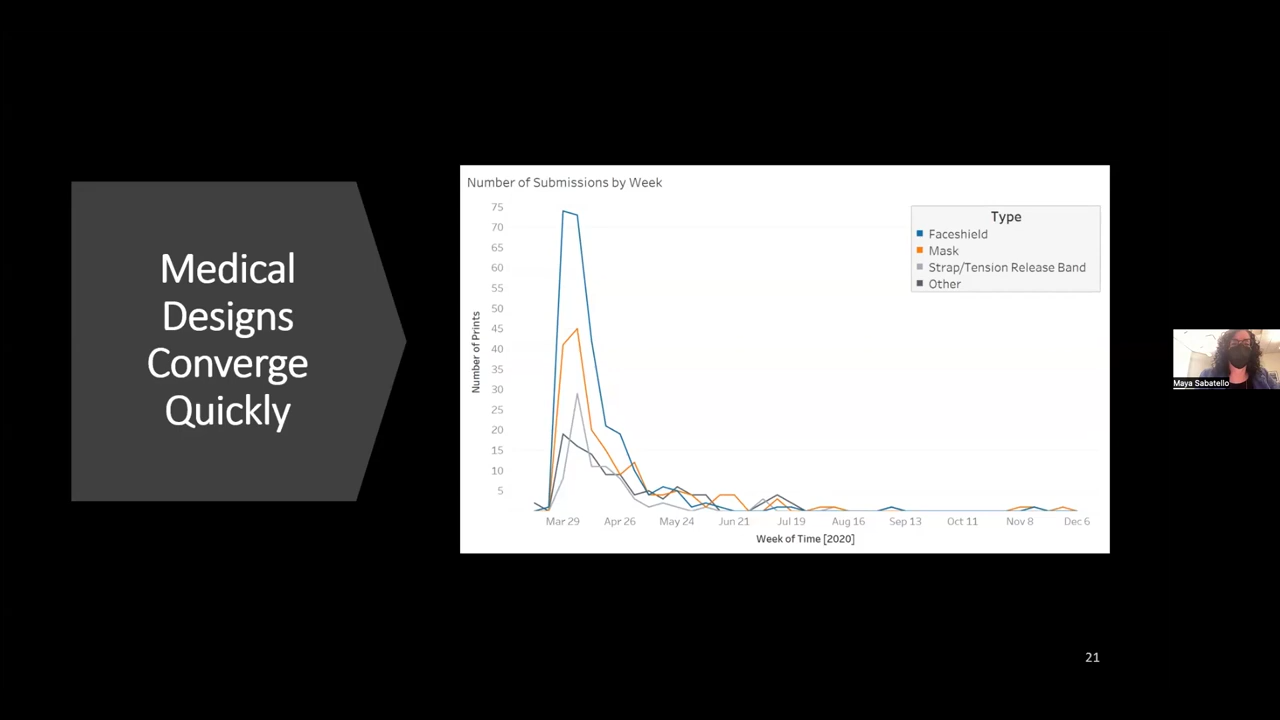 Medical
Designs
Converge
Quickly
Number of Submissions by Week
75
70
65
60
55
50
45
40
35
30
25
20
15
10
5
Number of Prints
Mar 29 Apr 26 May 24 Jun 21 Jul 19 Aug 16 Sep 13 Oct 11 Nov 8 Dec 6
Week of Time [2020]
Type
Faceshield
Mask
Strap/Tension Release Band
Other
Maya Sabatello
21